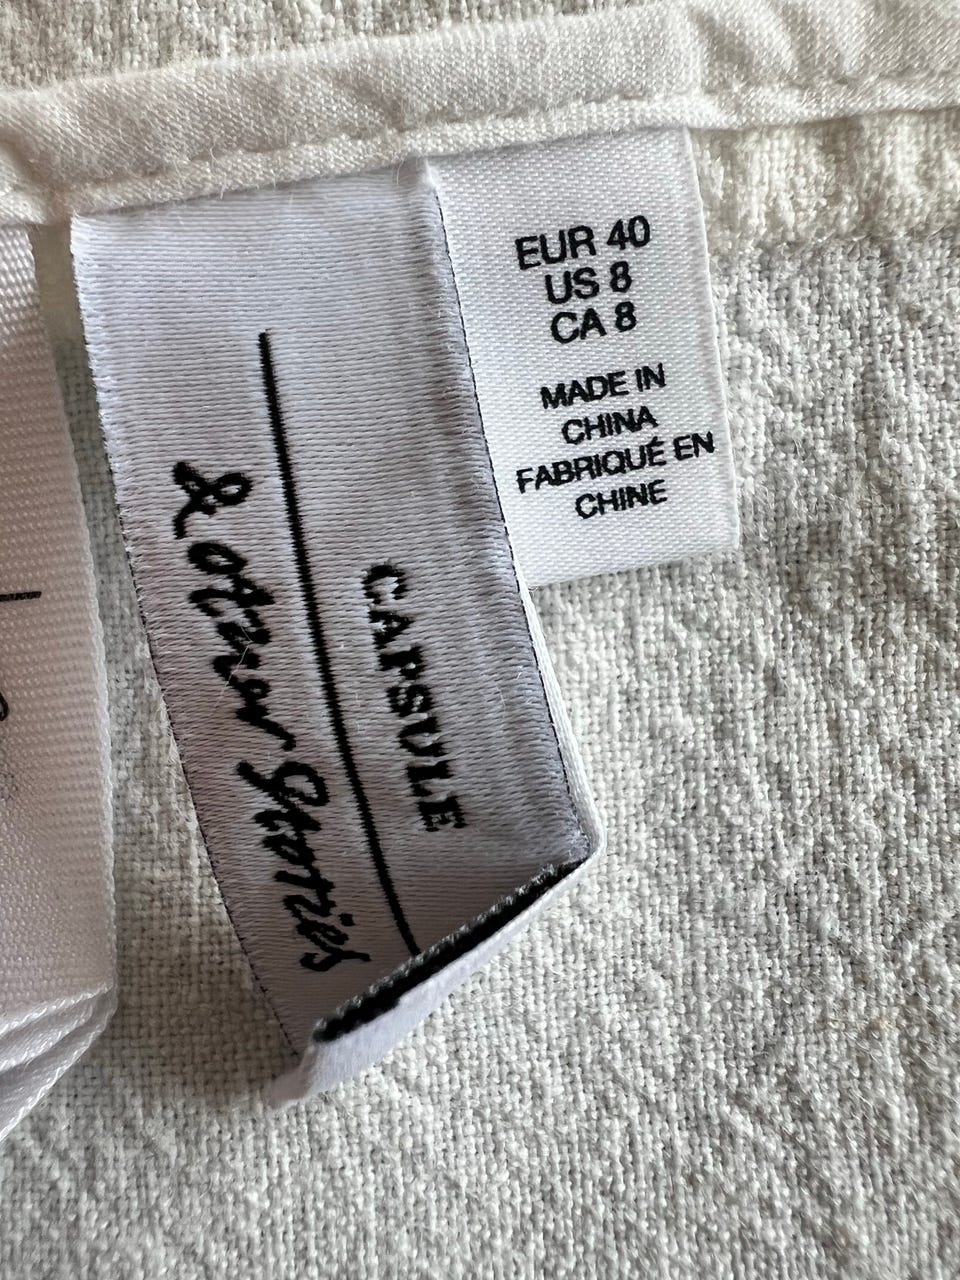 & other Stories
CAPSULE
EUR 40
US 8
CA 8
MADE IN
CHINA
FABRIQUÉ EN
CHINE